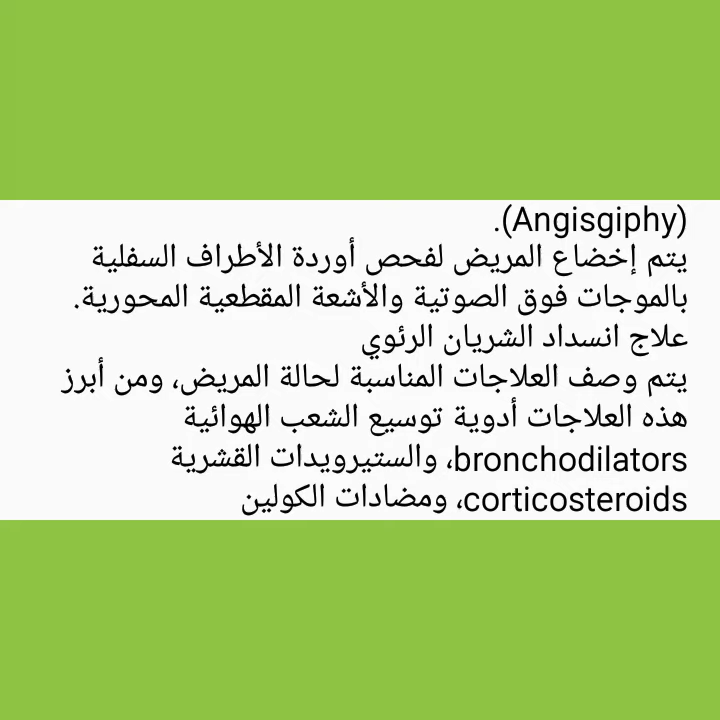 (Angisgiphy).
يتم إخضاع المريض لفحص أوردة الأطراف السفلية
بالموجات فوق الصوتية والأشعة المقطعية المحورية.
علاج انسداد الشريان الرئوي
يتم وصف العلاجات المناسبة لحالة المريض، ومن أبرز
هذه العلاجات أدوية توسيع الشعب الهوائية
bronchodilators، والستيرويدات القشرية
corticosteroids، ومضادات الكولين